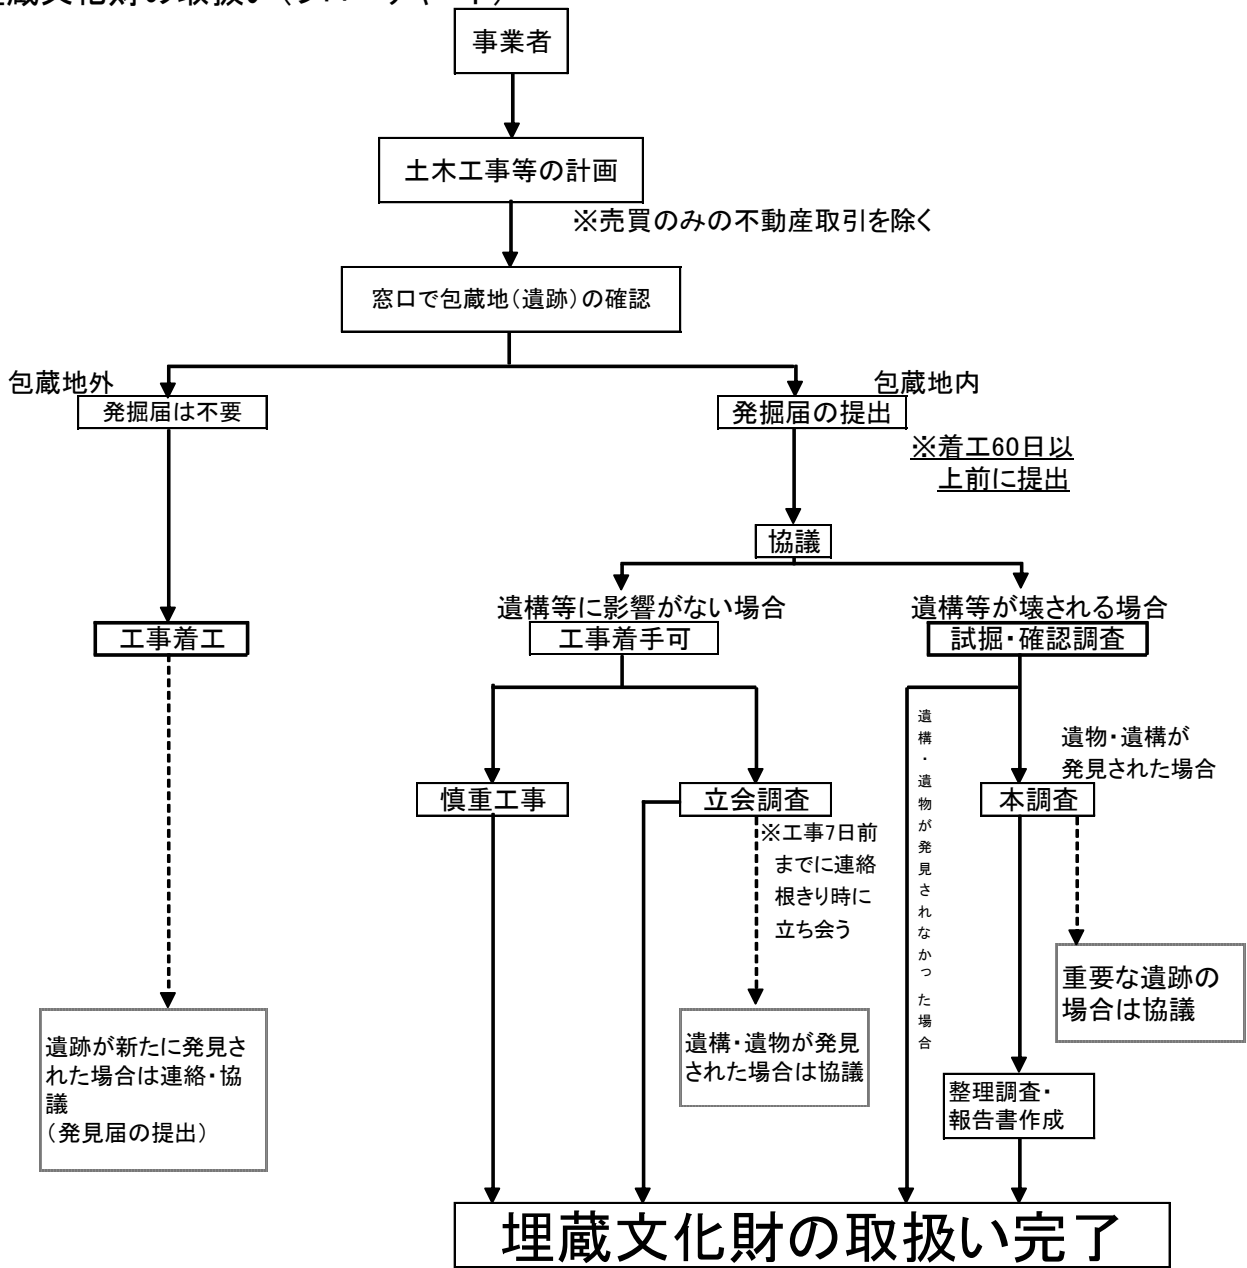 埋蔵文化財の取扱い(フローチャート)
事業者
土木工事等の計画
※売買のみの不動産取引を除く
窓口で包蔵地(遺跡)の確認
包蔵地外
発掘届は不要
包蔵地内
発掘届の提出
※着工60日以
上前に提出
協議
遺構等に影響がない場合
工事着手可
遺構等が壊される場合
試掘・確認調査
工事着工
遺構・遺物が発見されなかった場合
遺物・遺構が
発見された場合
慎重工事
立会調査
本調査
※工事7日前
までに連絡
根きり時に
立ち会う
重要な遺跡の
場合は協議
遺跡が新たに発見さ
れた場合は連絡・協
議
(発見届の提出)
遺構・遺物が発見
された場合は協議
整理調査・
報告書作成
埋蔵文化財の取扱い完了